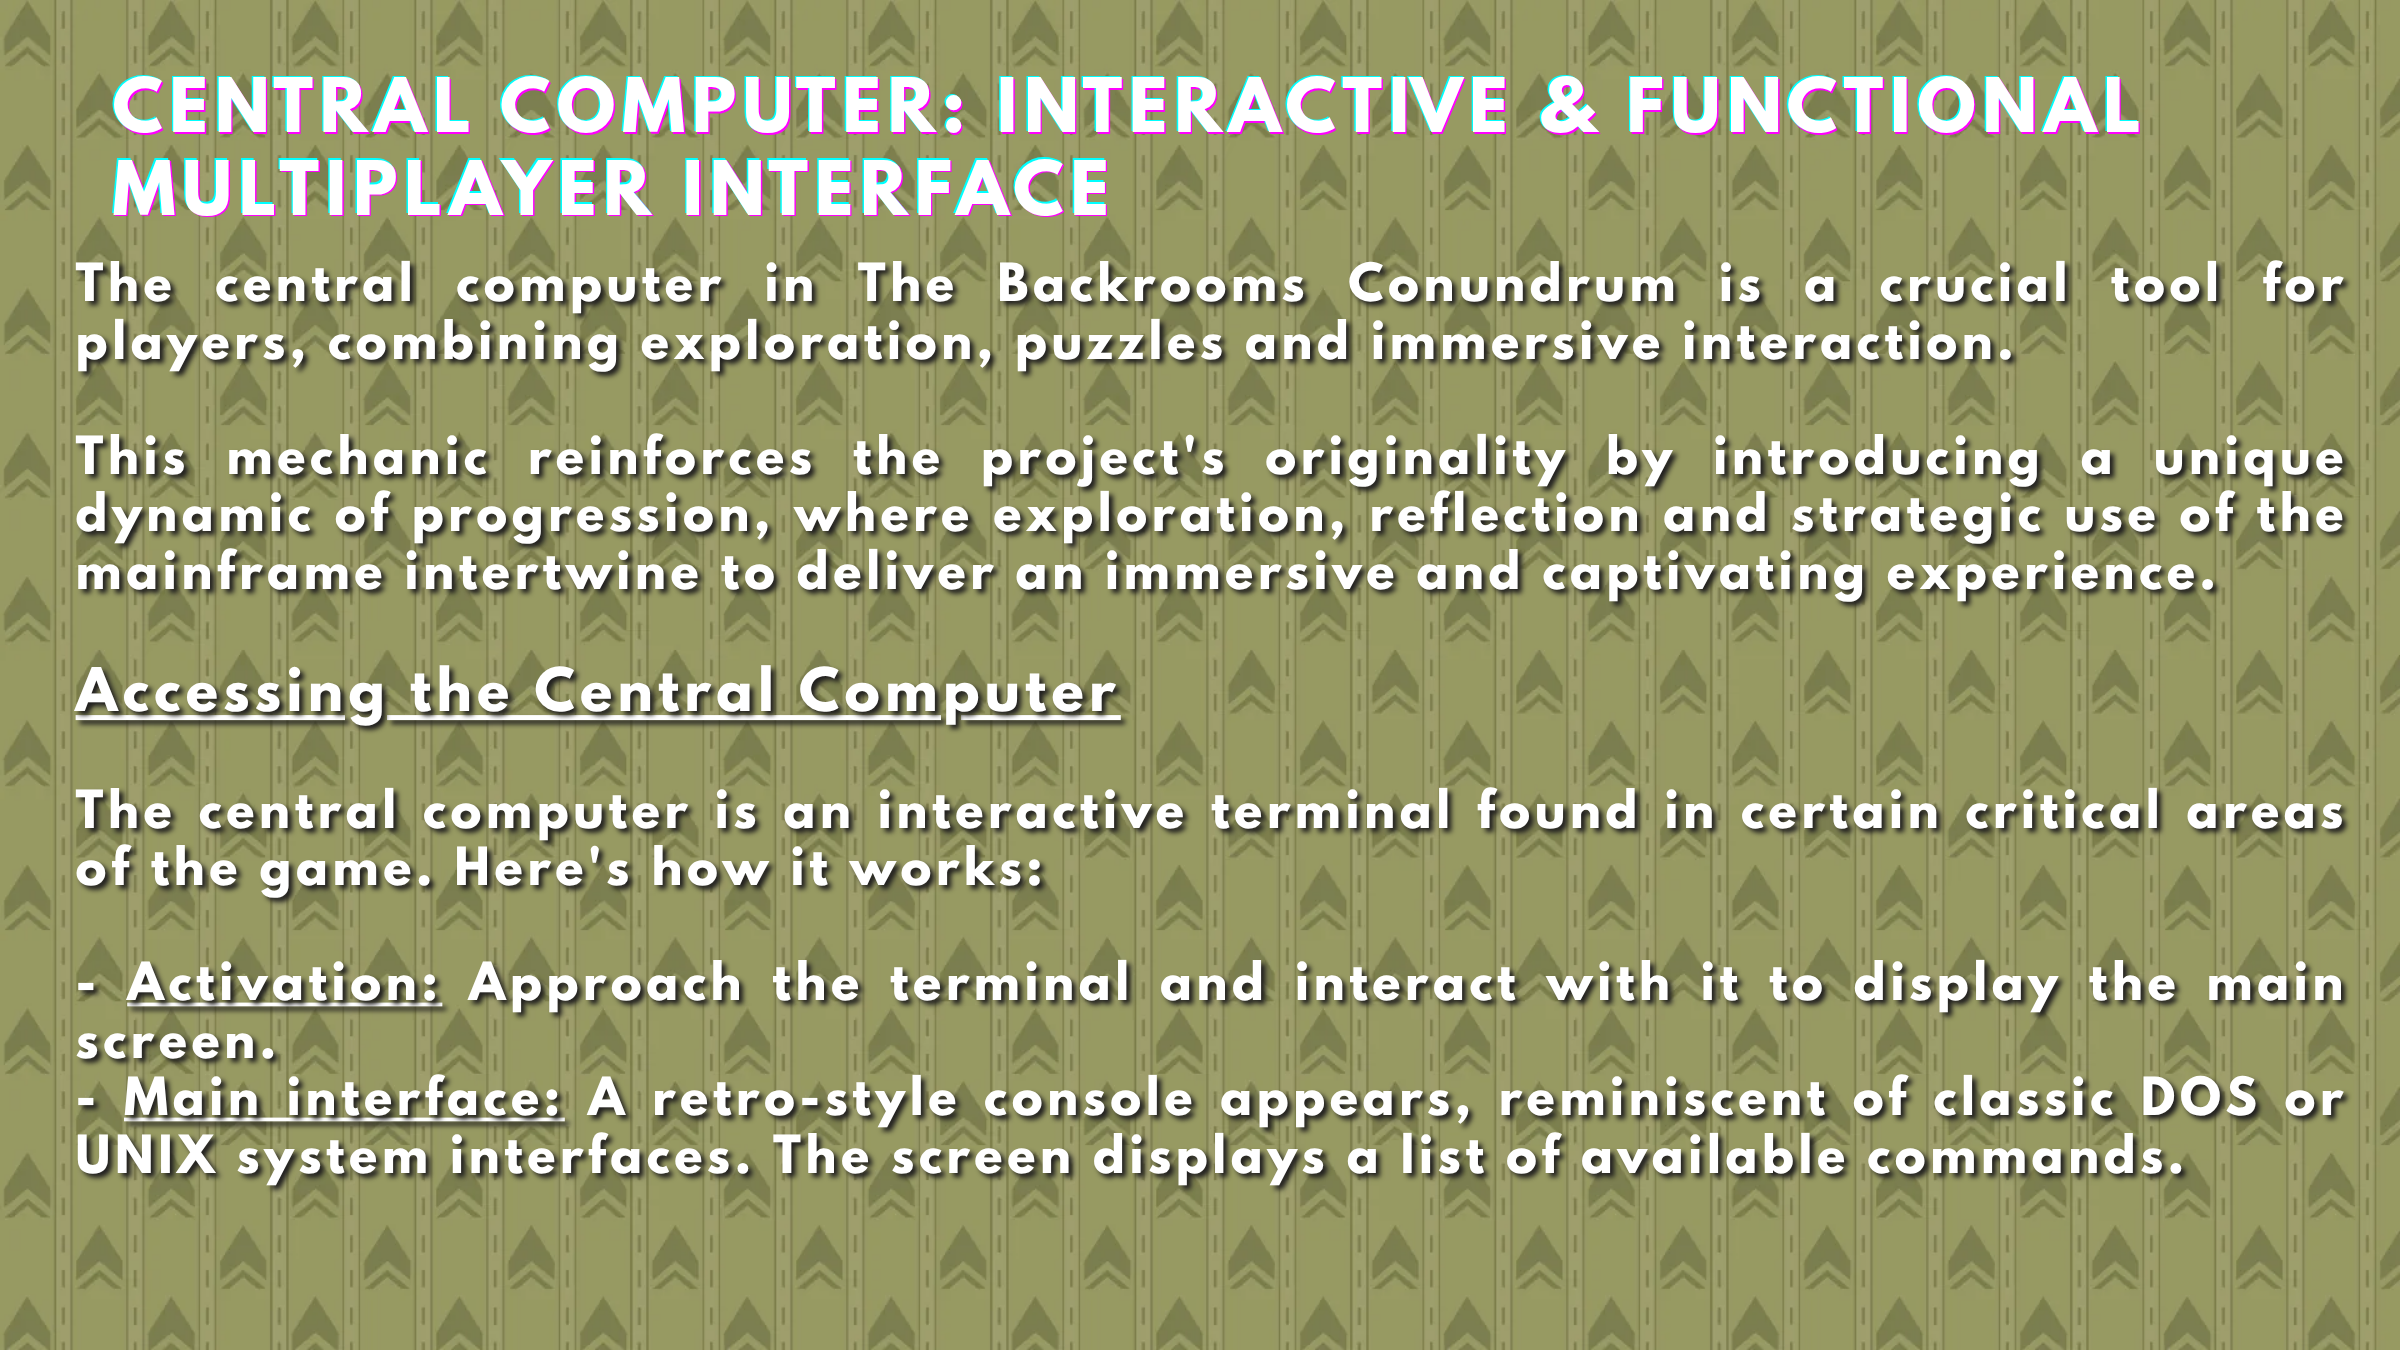 CENTRAL COMPUTER: INTERACTIVE & FUNCTIONAL
MULTIPLAYER INTERFACE
The central computer in The Backrooms Conundrum is a crucial tool for
players, combining exploration, puzzles and immersive interaction.
This mechanic reinforces the project's originality by introducing a unique
dynamic of progression, where exploration, reflection and strategic use of the
mainframe intertwine to deliver an immersive and captivating experience.
Accessing the Central Computer
The central computer is an interactive terminal found in certain critical areas
of the game. Here's how it works:
- Activation: Approach the terminal and interact with it to display the main
screen.
- Main interface: A retro-style console appears, reminiscent of classic DOS or
UNIX system interfaces. The screen displays a list of available commands.